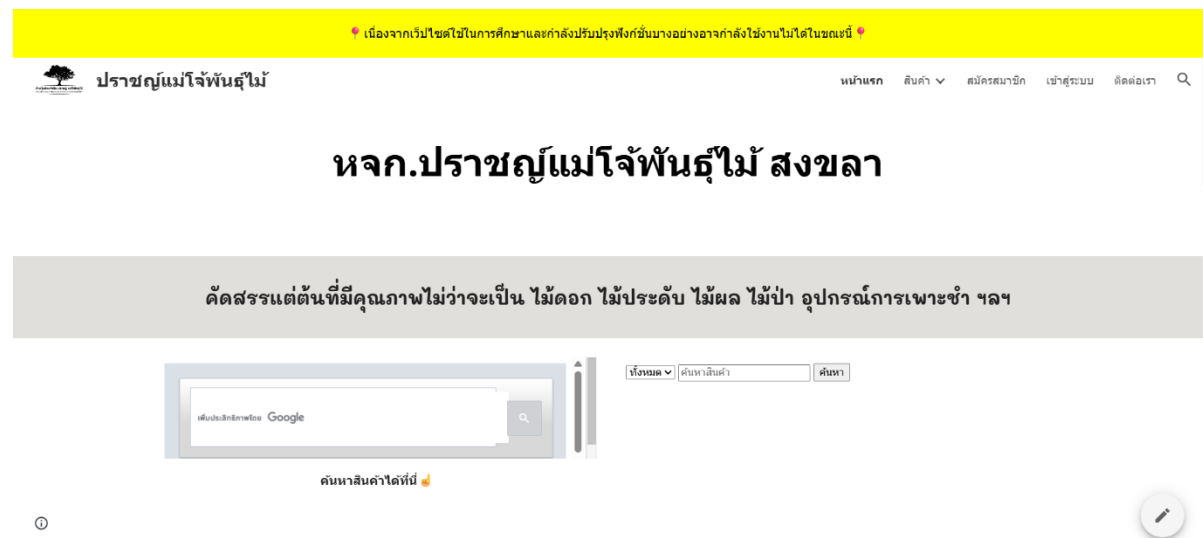 📍 เนื่องจากเว็ปไซต์ใช้ในการศึกษาและกำลังปรับปรุงฟังก์ชั่นบางอย่างอาจกำลังใช้งานไม่ได้ในขณะนี้ 📍
ปราชญ์แม่โจ้พันธุ์ไม้
หน้าแรก สินค้า สมัครสมาชิก เข้าสู่ระบบ ติดต่อเรา
หจก.ปราชญ์แม่โจ้พันธุ์ไม้ สงขลา
คัดสรรแต่ต้นที่มีคุณภาพไม่ว่าจะเป็น ไม้ดอก ไม้ประดับ ไม้ผล ไม้ป่า อุปกรณ์การเพาะชำ ฯลฯ
ทั้งหมด ค้นหาสินค้า ค้นหา
เพิ่มประสิทธิภาพโดย Google
ค้นหาสินค้าได้ที่นี่ ☝